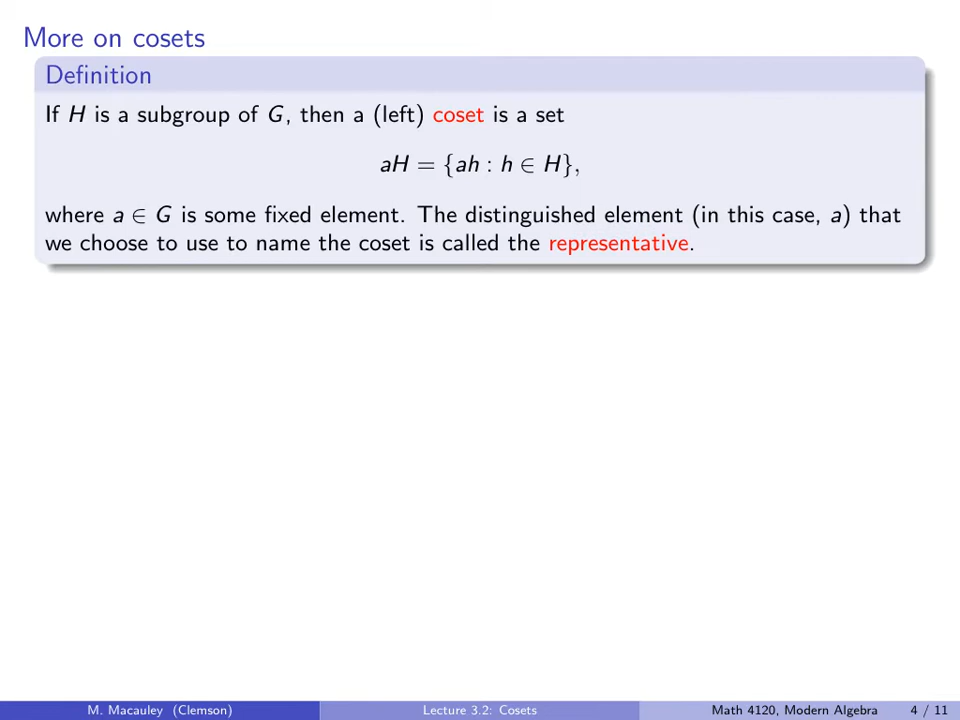 More on cosets
Definition
If H is a subgroup of G, then a (left) coset is a set
aH = {ah : h ∈ H},
where a ∈ G is some fixed element. The distinguished element (in this case, a) that
we choose to use to name the coset is called the representative.
M. Macauley (Clemson) Lecture 3.2: Cosets Math 4120, Modern Algebra 4 / 11